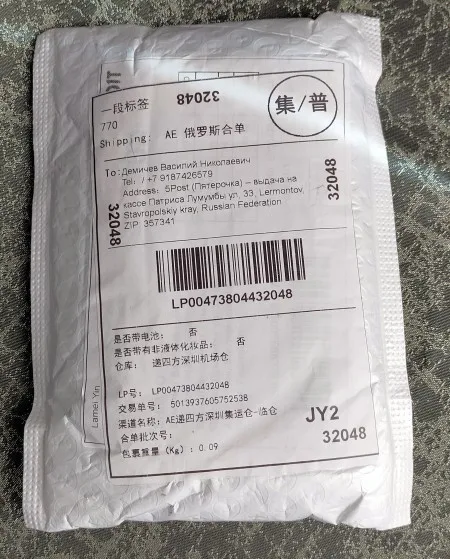 一段标签
32048
集/普
770
Shipping: AE 俄罗斯合单
To: Демичев Василий Николаевич
Tel: / +7 9187426579
Address: 5Post (Пятерочка) – выдача на
кассе Патриса Лумумбы ул, 33, Lermontov,
Stavropolskiy kray, Russian Federation
ZIP 357341
32048
32048
LP00473804432048
是否带电池: 否
是否带有非液体化妆品: 否
仓库: 递四方深圳机场仓
LP号: LP00473804432048
交易单号: 5013937605752538
渠道名称: AE递四方深圳集运仓-临仓
合单批次号:
包裹重量 (Kg): 0.09
JY2
32048
Lamei Yin